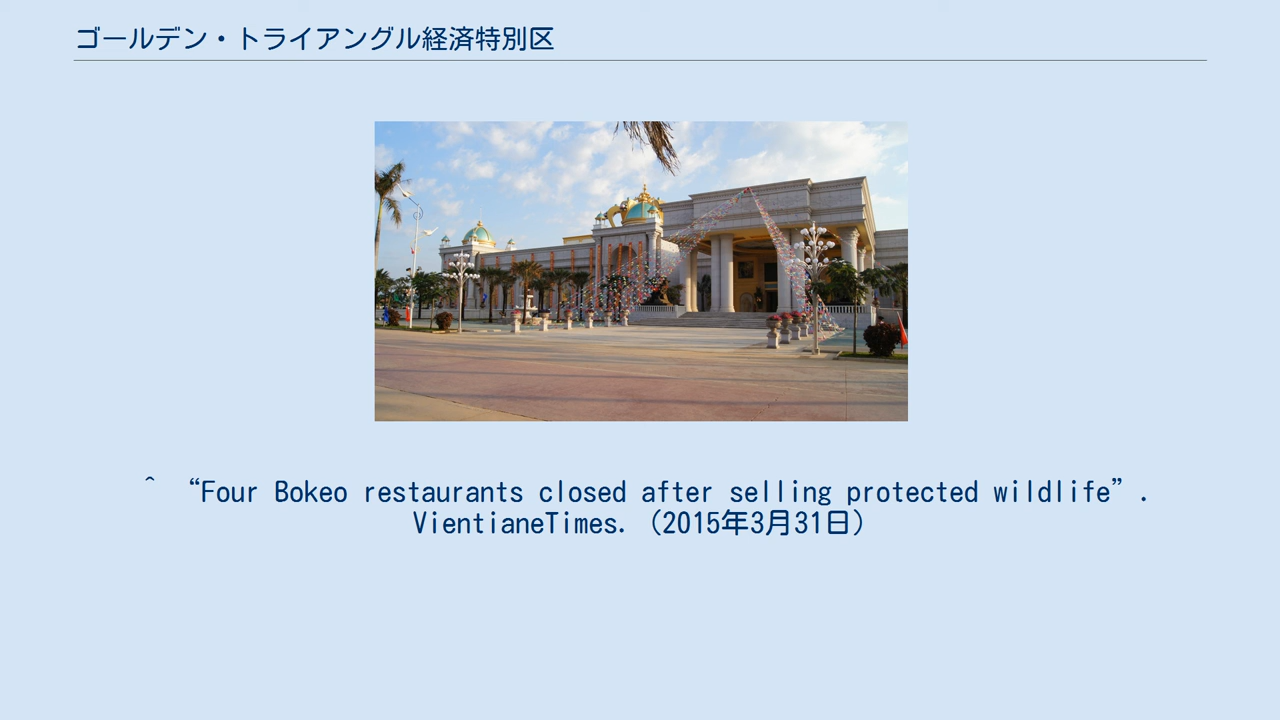 ゴールデン・トライアングル経済特別区
^ “Four Bokeo restaurants closed after selling protected wildlife”.
VientianeTimes. (2015年3月31日)